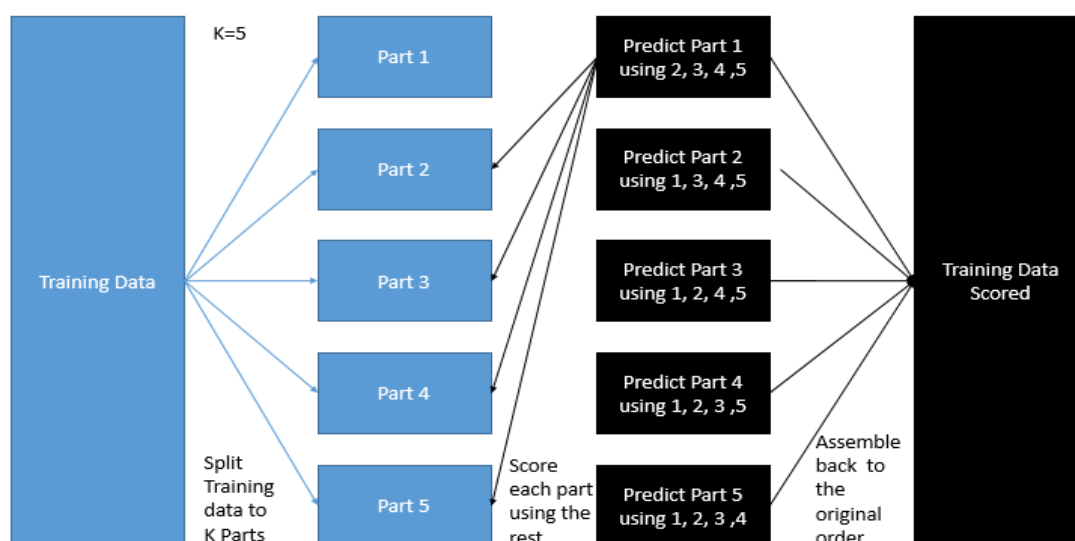 K=5
Training Data
Split
Training
data to
K Parts
Part 1
Part 2
Part 3
Part 4
Part 5
Score
each part
using the
rest
Predict Part 1
using 2, 3, 4 ,5
Predict Part 2
using 1, 3, 4 ,5
Predict Part 3
using 1, 2, 4 ,5
Predict Part 4
using 1, 2, 3 ,5
Predict Part 5
using 1, 2, 3 ,4
Assemble
back to
the
original
order
Training Data
Scored